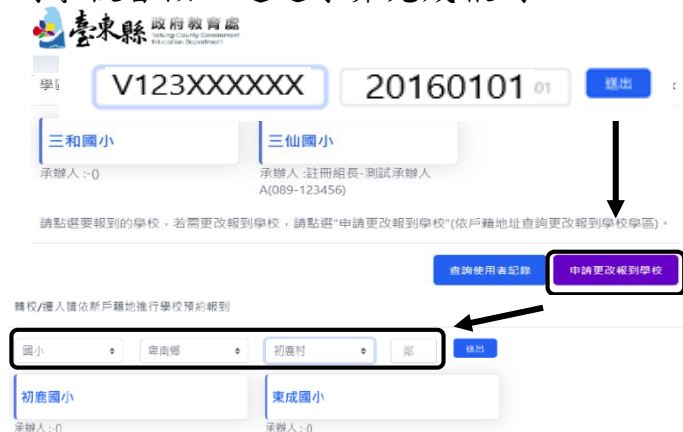 臺東縣 政府教育處
Taitung County Government
Education Department
V123XXXXXX 20160101 01 送出
三和國小 三仙國小
承辦人 :-() 承辦人 :註冊組長-測試承辦人
A(089-123456)
請點選要報到的學校，若需更改報到學校，請點選"申請更改報到學校"(依戶籍地址查詢更改報到學校學區)。
查詢使用者記錄 申請更改報到學校
轉校/遷入請依新戶籍地進行學校預約報到
國小 卑南鄉 初鹿村 鄰 送出
初鹿國小 東成國小
承辦人 :-() 承辦人 :-()